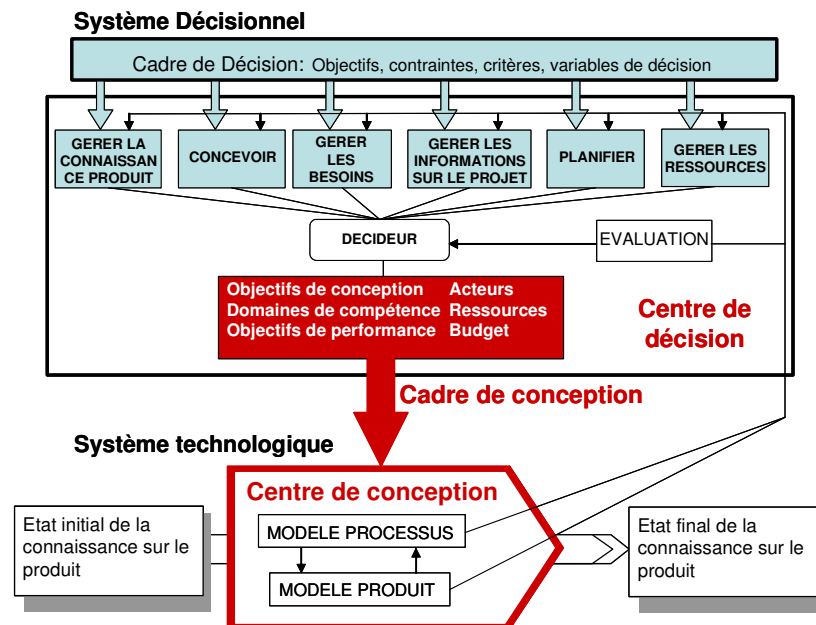 Système Décisionnel
Cadre de Décision: Objectifs, contraintes, critères, variables de décision
GERER LA
CONNAISSAN
CE PRODUIT
CONCEVOIR
GERER
LES
BESOINS
GERER LES
INFORMATIONS
SUR LE PROJET
PLANIFIER
GERER LES
RESSOURCES
DECIDEUR
EVALUATION
Objectifs de conception Acteurs
Domaines de compétence Ressources
Objectifs de performance Budget
Centre de
décision
Cadre de conception
Système technologique
Centre de conception
Etat initial de la
connaissance sur le
produit
MODELE PROCESSUS
MODELE PRODUIT
Etat final de la
connaissance sur le
produit